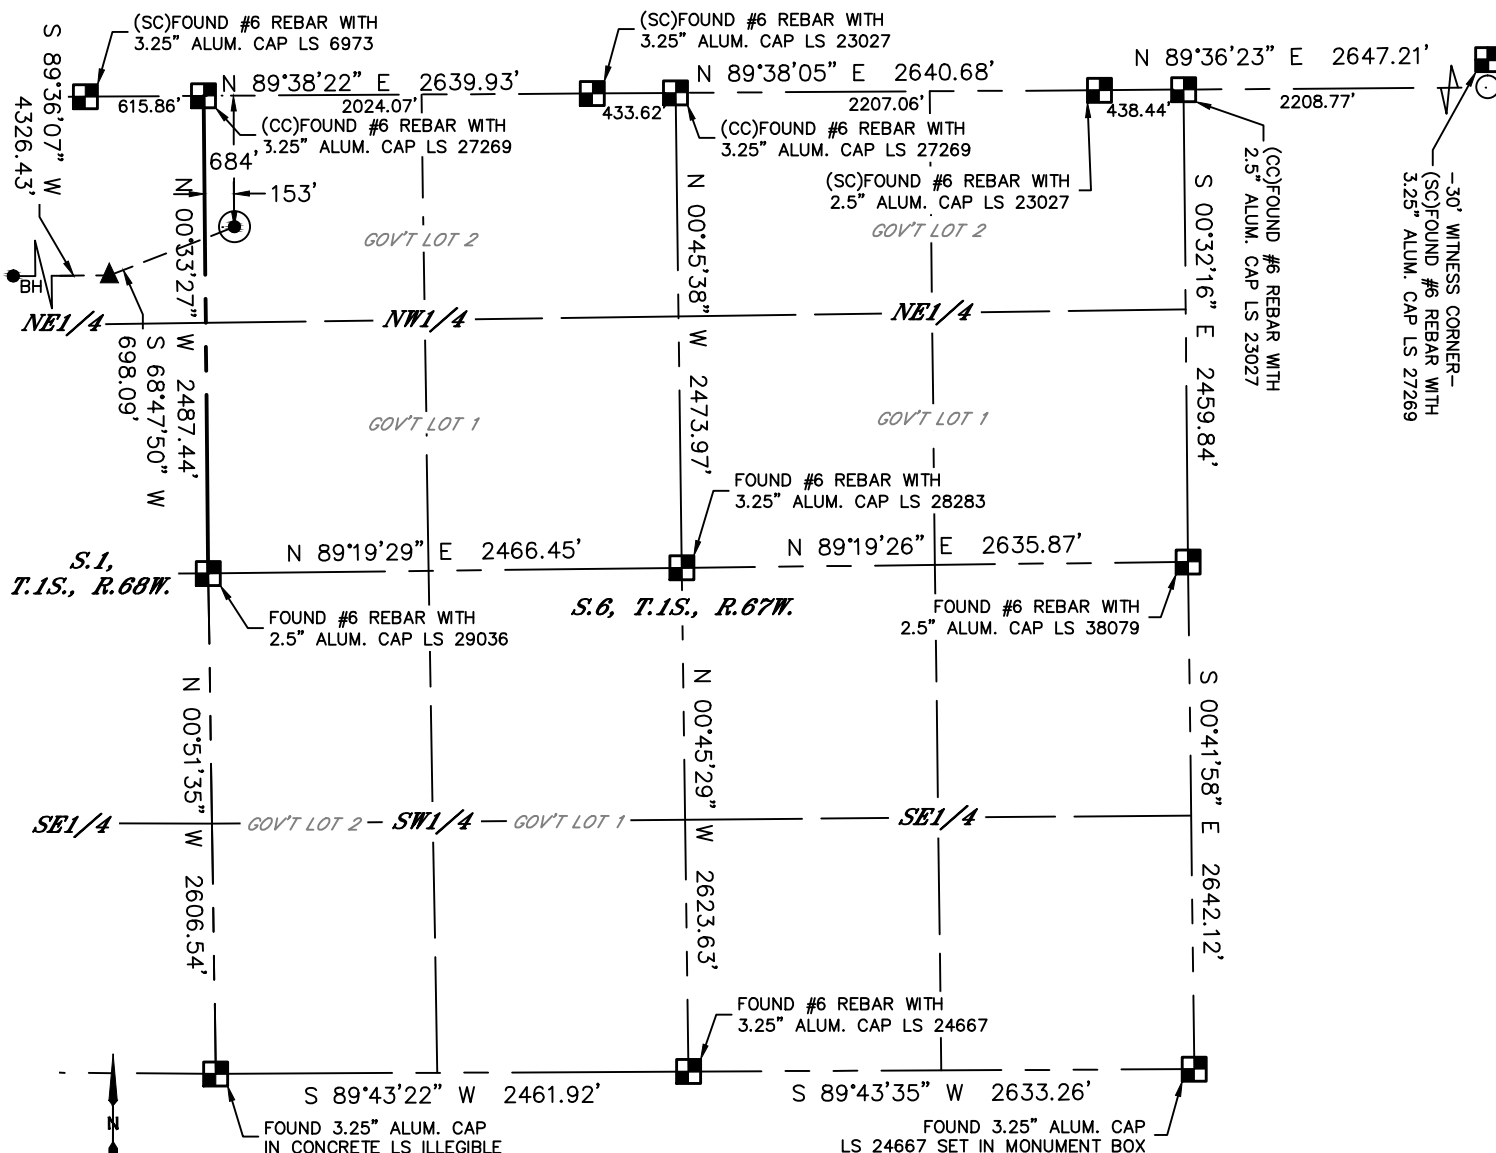 (SC)FOUND #6 REBAR WITH
3.25" ALUM. CAP LS 6973
(SC)FOUND #6 REBAR WITH
3.25" ALUM. CAP LS 23027
N 89°36'23" E 2647.21'
N 89°38'22" E 2639.93'
N 89°38'05" E 2640.68'
615.86'
2024.07'
433.62'
2207.06'
438.44'
2208.77'
S 89°36'07" W
4326.43'
(CC)FOUND #6 REBAR WITH
3.25" ALUM. CAP LS 27269
(CC)FOUND #6 REBAR WITH
3.25" ALUM. CAP LS 27269
(SC)FOUND #6 REBAR WITH
2.5" ALUM. CAP LS 23027
(CC)FOUND #6 REBAR WITH
2.5" ALUM. CAP LS 23027
-30' WITNESS CORNER-
(SC)FOUND #6 REBAR WITH
3.25" ALUM. CAP LS 27269
684'
153'
N 00°33'27" W 2487.44'
N 00°45'38" W 2473.97'
S 00°32'16" E 2459.84'
GOV'T LOT 2
GOV'T LOT 2
BH
NE1/4
NW1/4
NE1/4
S 68°47'50" W
698.09'
GOV'T LOT 1
GOV'T LOT 1
FOUND #6 REBAR WITH
3.25" ALUM. CAP LS 28283
N 89°19'29" E 2466.45'
N 89°19'26" E 2635.87'
S.1,
T.1S., R.68W.
S.6, T.1S., R.67W.
FOUND #6 REBAR WITH
2.5" ALUM. CAP LS 29036
FOUND #6 REBAR WITH
2.5" ALUM. CAP LS 38079
N 00°51'35" W 2606.54'
N 00°45'29" W 2623.63'
S 00°41'58" E 2642.12'
SE1/4
GOV'T LOT 2
SW1/4
GOV'T LOT 1
SE1/4
FOUND #6 REBAR WITH
3.25" ALUM. CAP LS 24667
S 89°43'22" W 2461.92'
S 89°43'35" W 2633.26'
N
FOUND 3.25" ALUM. CAP
IN CONCRETE LS ILLEGIBLE
FOUND 3.25" ALUM. CAP
LS 24667 SET IN MONUMENT BOX